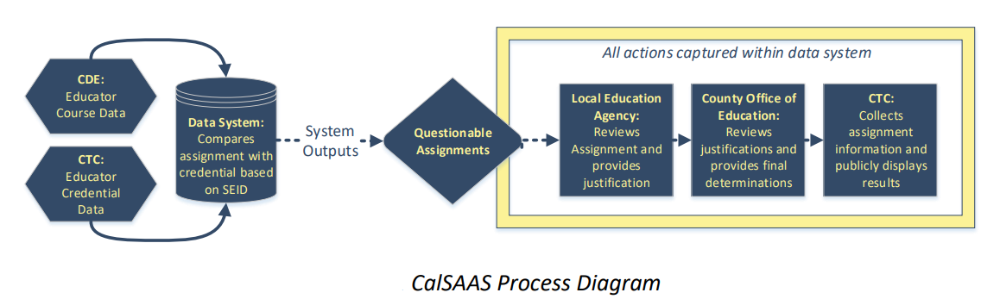 CDE:
Educator
Course Data
CTC:
Educator
Credential
Data
Data System:
Compares
assignment with
credential based
on SEID
System
Outputs
Questionable
Assignments
All actions captured within data system
Local Education
Agency:
Reviews
Assignment and
provides
justification
County Office of
Education:
Reviews
justifications and
provides final
determinations
CTC:
Collects
assignment
information and
publicly displays
results
CalSAAS Process Diagram